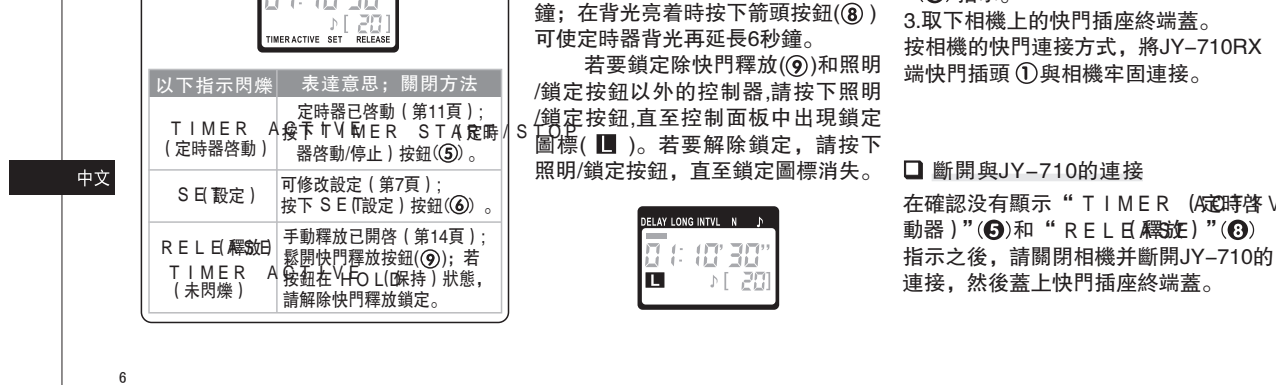 01:10'30"
♪[ 20]
TIMER ACTIVE SET RELEASE
以下指示閃爍 表達意思；關閉方法
TIMER ACTIVE
(定時器啓動)
定時器已啓動(第11頁)；
按下TIMER START/STOP(定時
器啓動/停止)按鈕(⑤)。
SET(設定)
可修改設定(第7頁)；
按下SET(設定)按鈕(⑥)。
RELEASE(釋放)
TIMER ACTIVE
(未閃爍)
手動釋放已開啓(第14頁)；
鬆開快門釋放按鈕(⑨)；若
按鈕在HOLD(保持)狀態，
請解除快門釋放鎖定。
中文
6
鐘；在背光亮着時按下箭頭按鈕(⑧)
可使定時器背光再延長6秒鐘。
若要鎖定除快門釋放(⑨)和照明
/鎖定按鈕以外的控制器,請按下照明
/鎖定按鈕,直至控制面板中出現鎖定
圖標( L )。若要解除鎖定，請按下
照明/鎖定按鈕，直至鎖定圖標消失。
DELAY LONG INTVL N ♪
01:10'30"
L ♪[ 20]
3.取下相機上的快門插座終端蓋。
按相機的快門連接方式，將JY-710RX
端快門插頭①與相機牢固連接。
❑ 斷開與JY-710的連接
在確認没有顯示“TIMER ACTIV(定時啓
動器)”(❺)和“RELEASE(釋放)”(❽)
指示之後，請關閉相機并斷開JY-710的
連接，然後蓋上快門插座終端蓋。